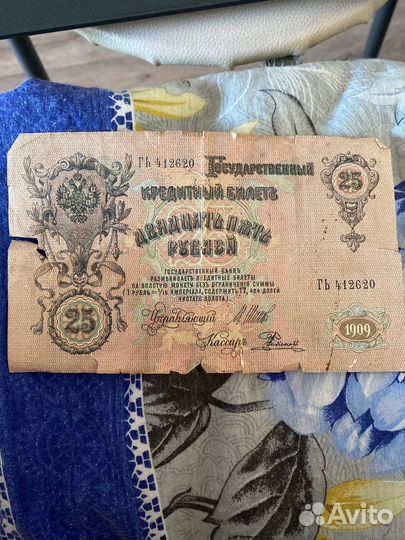 ГЬ 412620
ГОСУДАРСТВЕННЫЙ
25
КРЕДИТНЫЙ БИЛЕТЪ
ДВАДЦАТЬ ПЯТЬ
РУБЛЕЙ
ГОСУДАРСТВЕННЫЙ БАНКЪ
РАЗМѢНИВАЕТЪ КРЕДИТНЫЕ БИЛЕТЫ
НА ЗОЛОТУЮ МОНЕТУ БЕЗЪ ОГРАНИЧЕНІЯ СУММЫ
(1 РУБЛЬ = 1/15 ИМПЕРІАЛА, СОДЕРЖИТЪ 17,424 ДОЛЕЙ
ЧИСТАГО ЗОЛОТА).
ГЬ 412620
25
Управляющій
Кассиръ
1909
Avito